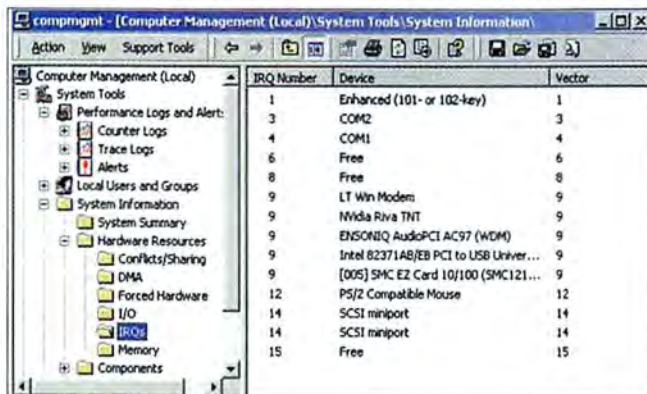 compmgmt - [Computer Management (Local)\System Tools\System Information\
Action View Support Tools
Computer Management (Local)
System Tools
Performance Logs and Alert:
Counter Logs
Trace Logs
Alerts
Local Users and Groups
System Information
System Summary
Hardware Resources
Conflicts/Sharing
DMA
Forced Hardware
I/O
IRQs
Memory
Components
IRQ Number Device Vector
1 Enhanced (101- or 102-key) 1
3 COM2 3
4 COM1 4
6 Free 6
8 Free 8
9 LT Win Modem 9
9 NVidia Riva TNT 9
9 ENSONIQ AudioPCI AC97 (WDM) 9
9 Intel 82371AB/EB PCI to USB Univer... 9
9 [005] SMC EZ Card 10/100 (SMC121... 9
12 PS/2 Compatible Mouse 12
14 SCSI miniport 14
14 SCSI miniport 14
15 Free 15